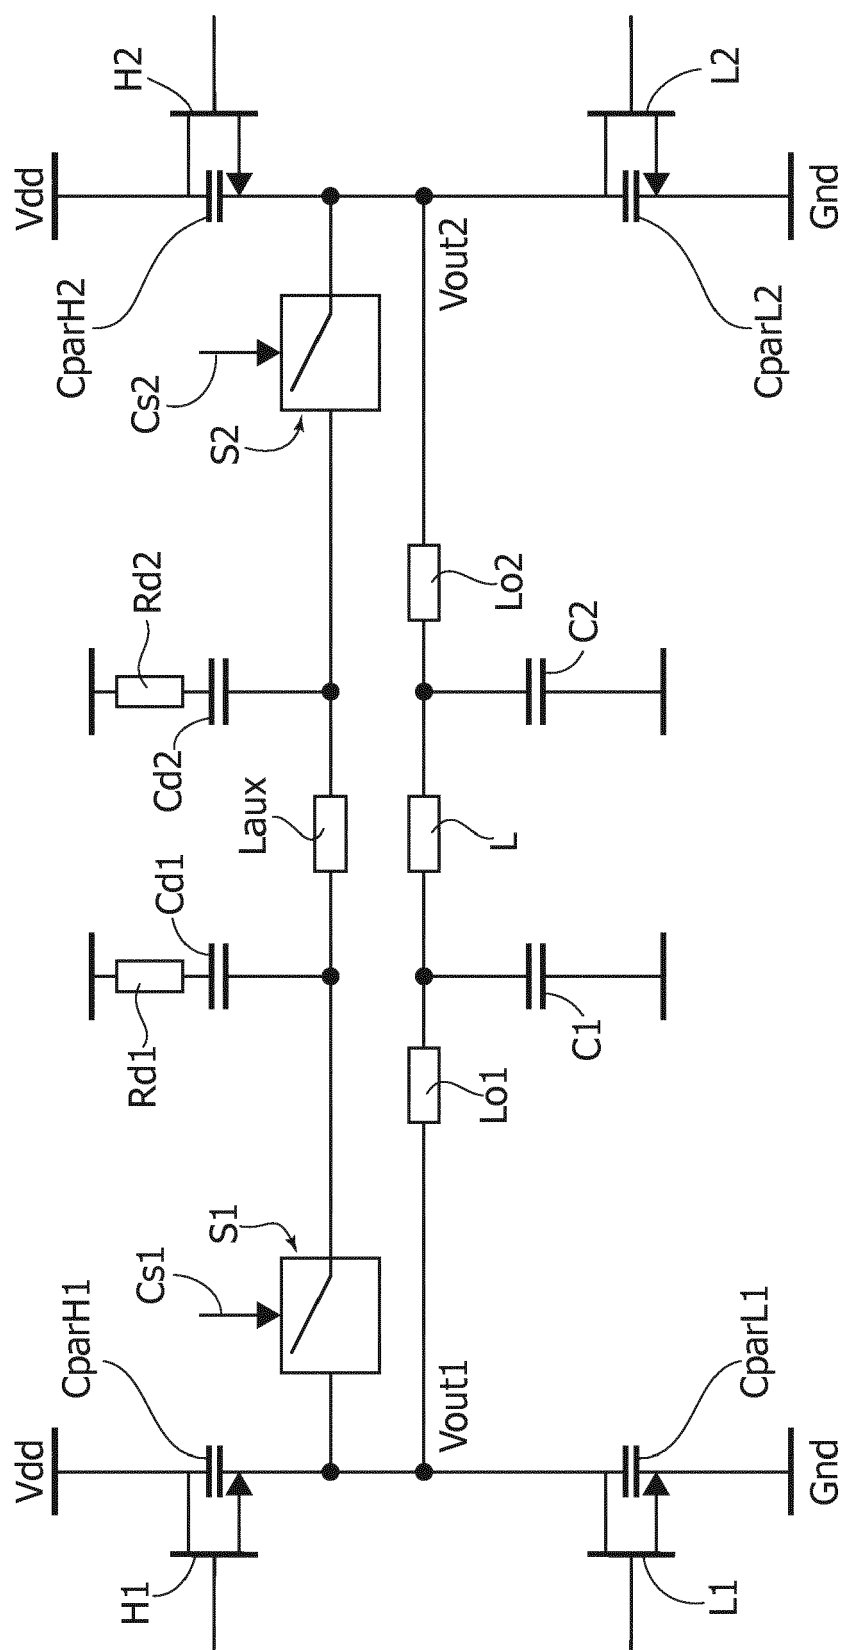 Vdd
CparH1
H1
Cs1
S1
Rd1
Cd1
Laux
Cd2
Rd2
S2
Cs2
CparH2
Vdd
H2
Vout1
Lo1
C1
L
Lo2
C2
Vout2
L1
Gnd
CparL1
CparL2
Gnd
L2